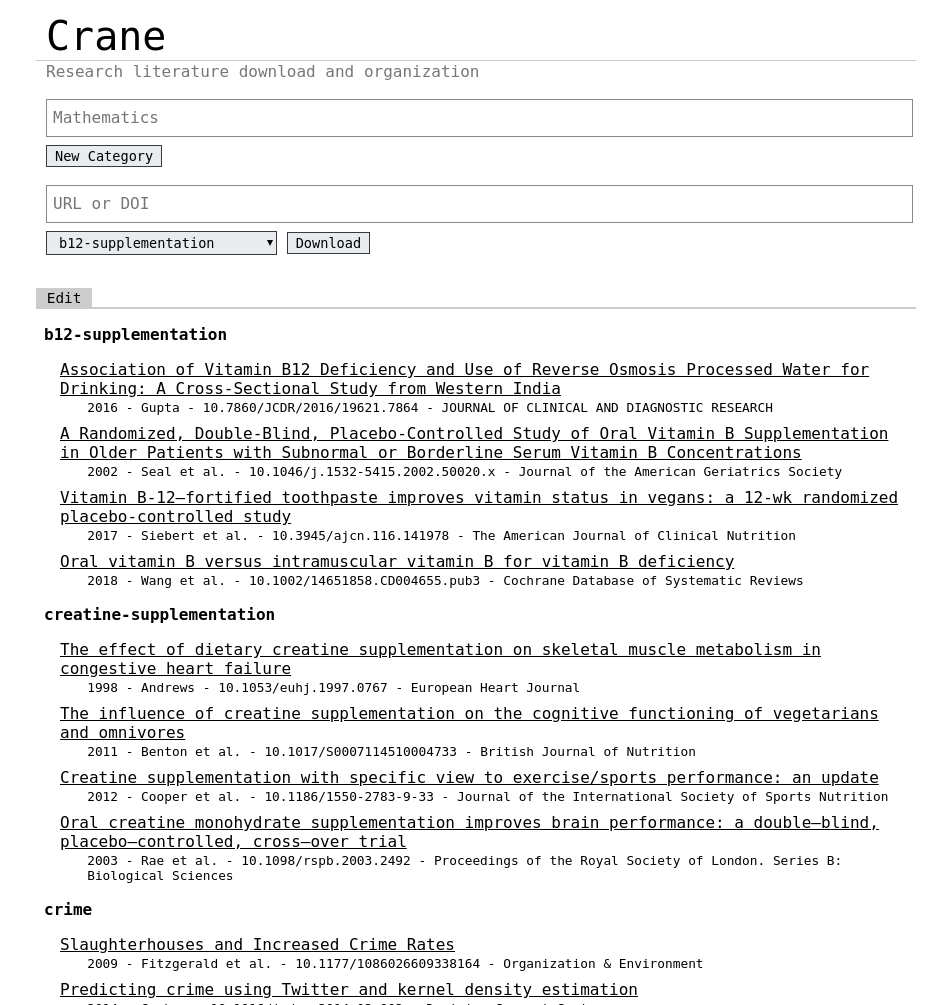 Crane
Research literature download and organization
Mathematics
New Category
URL or DOI
b12-supplementation ▾ Download
Edit
b12-supplementation
Association of Vitamin B12 Deficiency and Use of Reverse Osmosis Processed Water for
Drinking: A Cross-Sectional Study from Western India
2016 - Gupta - 10.7860/JCDR/2016/19621.7864 - JOURNAL OF CLINICAL AND DIAGNOSTIC RESEARCH
A Randomized, Double-Blind, Placebo-Controlled Study of Oral Vitamin B Supplementation
in Older Patients with Subnormal or Borderline Serum Vitamin B Concentrations
2002 - Seal et al. - 10.1046/j.1532-5415.2002.50020.x - Journal of the American Geriatrics Society
Vitamin B-12–fortified toothpaste improves vitamin status in vegans: a 12-wk randomized
placebo-controlled study
2017 - Siebert et al. - 10.3945/ajcn.116.141978 - The American Journal of Clinical Nutrition
Oral vitamin B versus intramuscular vitamin B for vitamin B deficiency
2018 - Wang et al. - 10.1002/14651858.CD004655.pub3 - Cochrane Database of Systematic Reviews
creatine-supplementation
The effect of dietary creatine supplementation on skeletal muscle metabolism in
congestive heart failure
1998 - Andrews - 10.1053/euhj.1997.0767 - European Heart Journal
The influence of creatine supplementation on the cognitive functioning of vegetarians
and omnivores
2011 - Benton et al. - 10.1017/S0007114510004733 - British Journal of Nutrition
Creatine supplementation with specific view to exercise/sports performance: an update
2012 - Cooper et al. - 10.1186/1550-2783-9-33 - Journal of the International Society of Sports Nutrition
Oral creatine monohydrate supplementation improves brain performance: a double–blind,
placebo–controlled, cross–over trial
2003 - Rae et al. - 10.1098/rspb.2003.2492 - Proceedings of the Royal Society of London. Series B:
Biological Sciences
crime
Slaughterhouses and Increased Crime Rates
2009 - Fitzgerald et al. - 10.1177/1086026609338164 - Organization & Environment
Predicting crime using Twitter and kernel density estimation